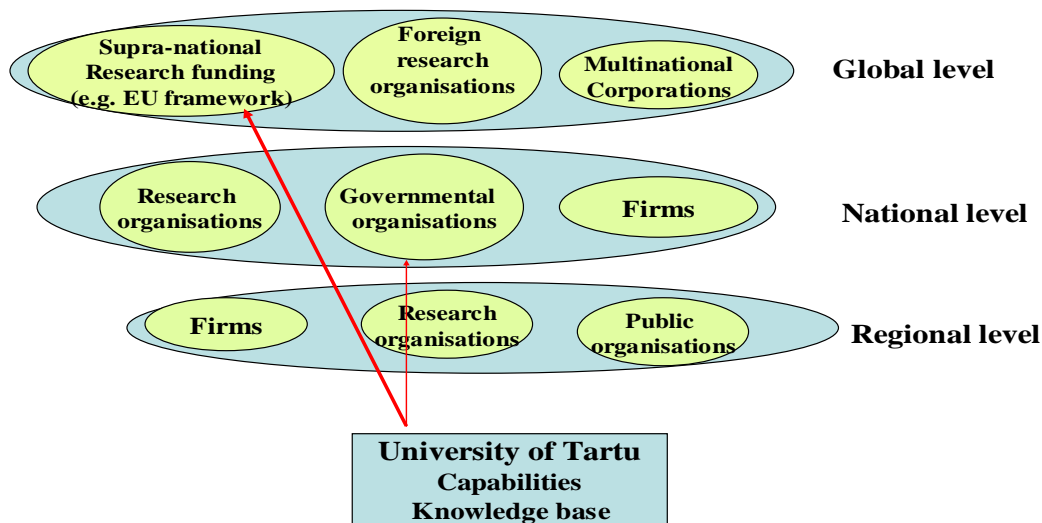 Supra-national
Research funding
(e.g. EU framework)
Foreign
research
organisations
Multinational
Corporations
Global level
Research
organisations
Governmental
organisations
Firms
National level
Firms
Research
organisations
Public
organisations
Regional level
University of Tartu
Capabilities
Knowledge base